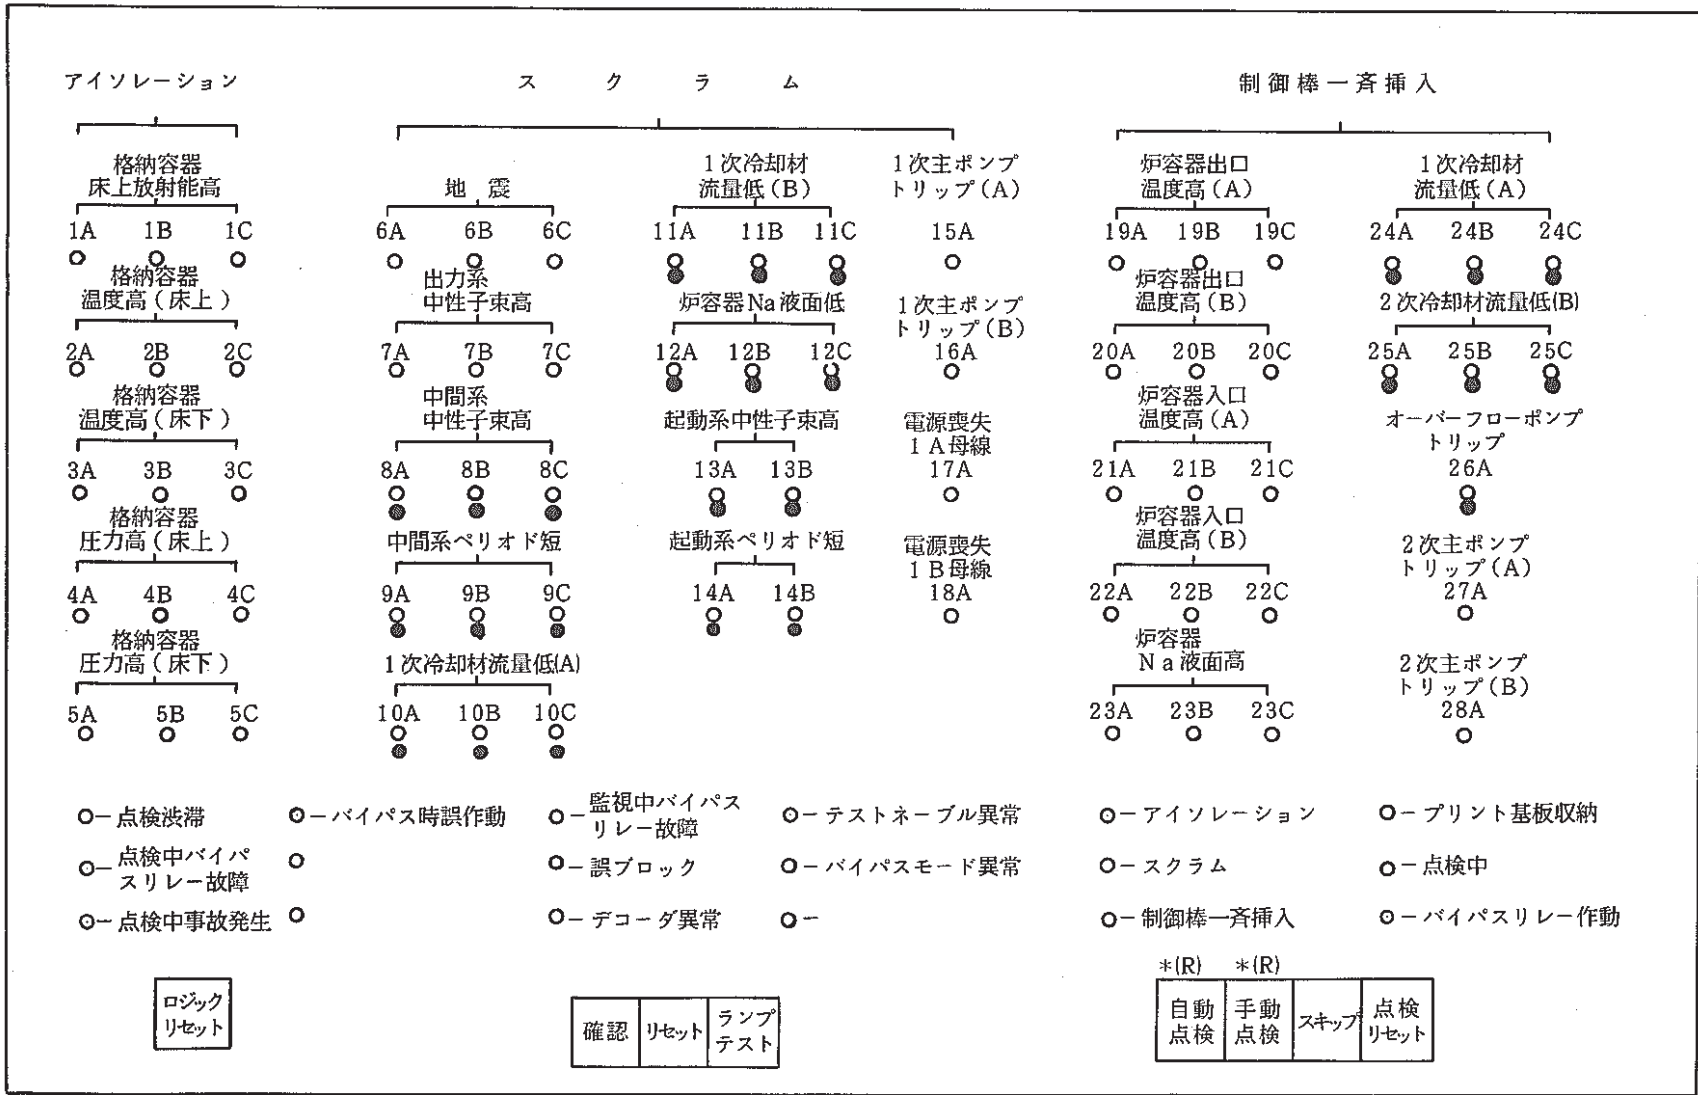 アイソレーション
格納容器
床上放射能高
1A 1B 1C
格納容器
温度高(床上)
2A 2B 2C
格納容器
温度高(床下)
3A 3B 3C
格納容器
圧力高(床上)
4A 4B 4C
格納容器
圧力高(床下)
5A 5B 5C
スクラム
地震
6A 6B 6C
出力系
中性子束高
7A 7B 7C
中間系
中性子束高
8A 8B 8C
中間系ペリオド短
9A 9B 9C
1次冷却材流量低(A)
10A 10B 10C
1次冷却材
流量低(B)
11A 11B 11C
炉容器Na液面低
12A 12B 12C
起動系中性子束高
13A 13B
起動系ペリオド短
14A 14B
1次主ポンプ
トリップ(A)
15A
1次主ポンプ
トリップ(B)
16A
電源喪失
1A母線
17A
電源喪失
1B母線
18A
制御棒一斉挿入
炉容器出口
温度高(A)
19A 19B 19C
炉容器出口
温度高(B)
20A 20B 20C
炉容器入口
温度高(A)
21A 21B 21C
炉容器入口
温度高(B)
22A 22B 22C
炉容器
Na液面高
23A 23B 23C
1次冷却材
流量低(A)
24A 24B 24C
2次冷却材流量低(B)
25A 25B 25C
オーバーフローポンプ
トリップ
26A
2次主ポンプ
トリップ(A)
27A
2次主ポンプ
トリップ(B)
28A
点検渋滞
点検中バイパ
スリレー故障
点検中事故発生
バイパス時誤作動
監視中バイパス
リレー故障
誤ブロック
デコーダ異常
テストネーブル異常
バイパスモード異常
アイソレーション
スクラム
制御棒一斉挿入
プリント基板収納
点検中
バイパスリレー作動
ロジック
リセット
確認
リセット
ランプ
テスト
*(R) *(R)
自動
点検
手動
点検
スキップ
点検
リセット